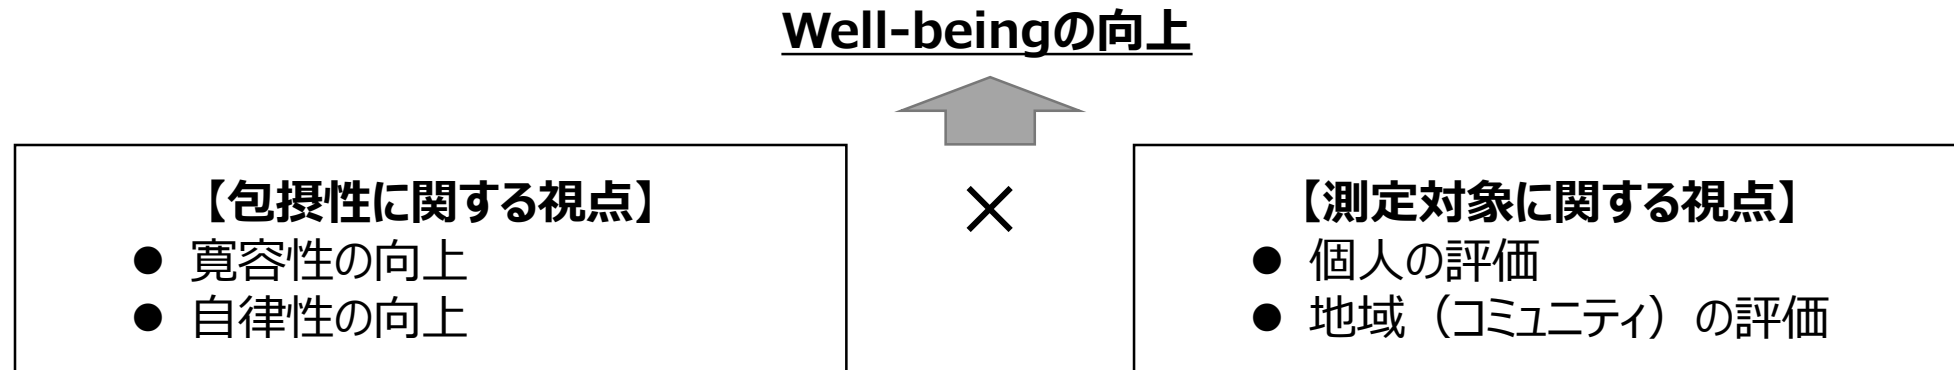 Well-beingの向上
【包摂性に関する視点】
● 寛容性の向上
● 自律性の向上
×
【測定対象に関する視点】
● 個人の評価
● 地域（コミュニティ）の評価